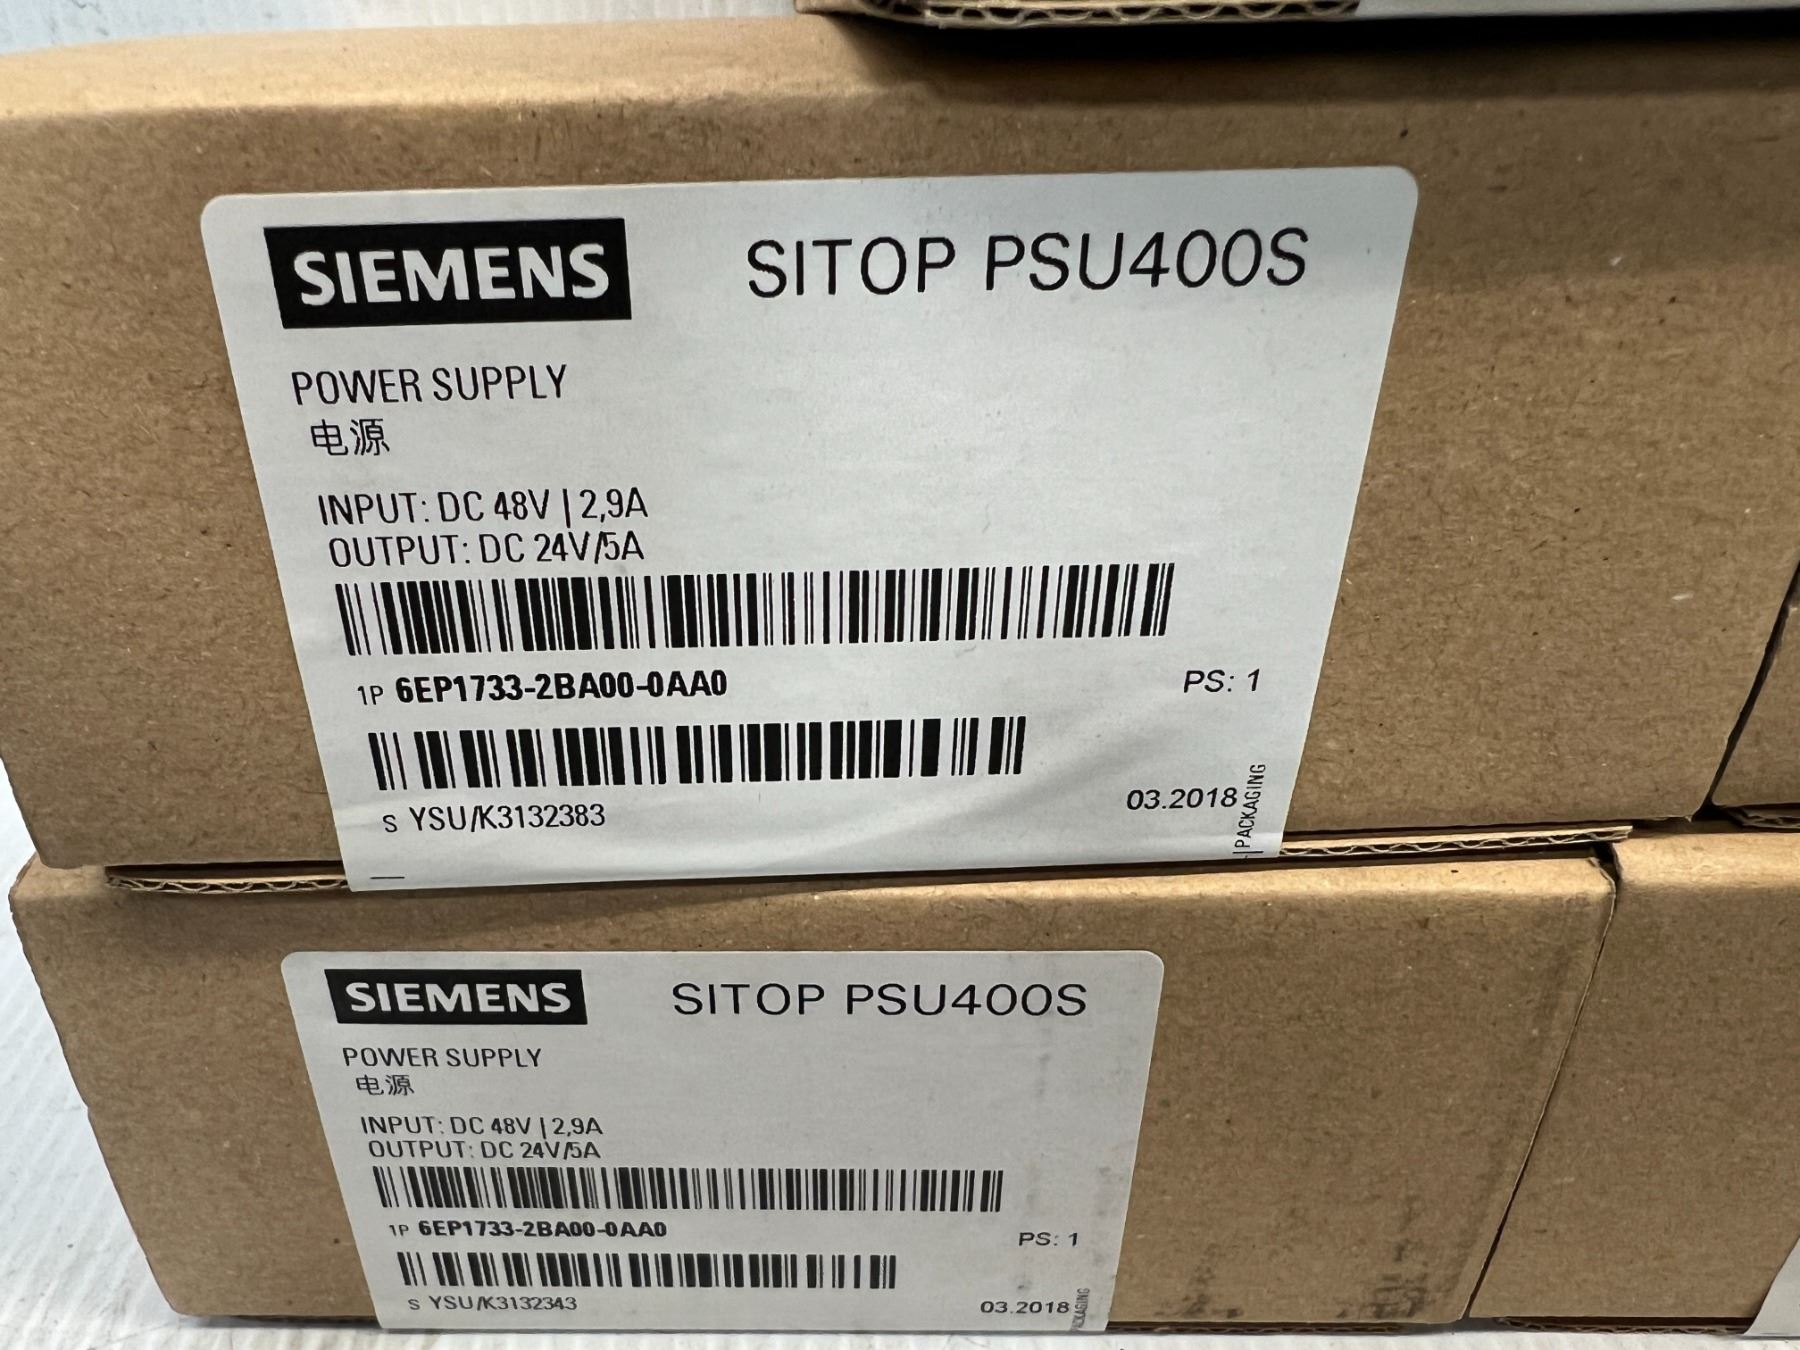 SIEMENS SITOP PSU400S
POWER SUPPLY
电源
INPUT: DC 48V | 2,9A
OUTPUT: DC 24V/5A
1P 6EP1733-2BA00-0AA0 PS: 1
S YSU/K3132383 03.2018
PACKAGING
SIEMENS SITOP PSU400S
POWER SUPPLY
电源
INPUT: DC 48V | 2,9A
OUTPUT: DC 24V/5A
1P 6EP1733-2BA00-0AA0 PS: 1
S YSU/K3132343 03.2018
PACKAGING